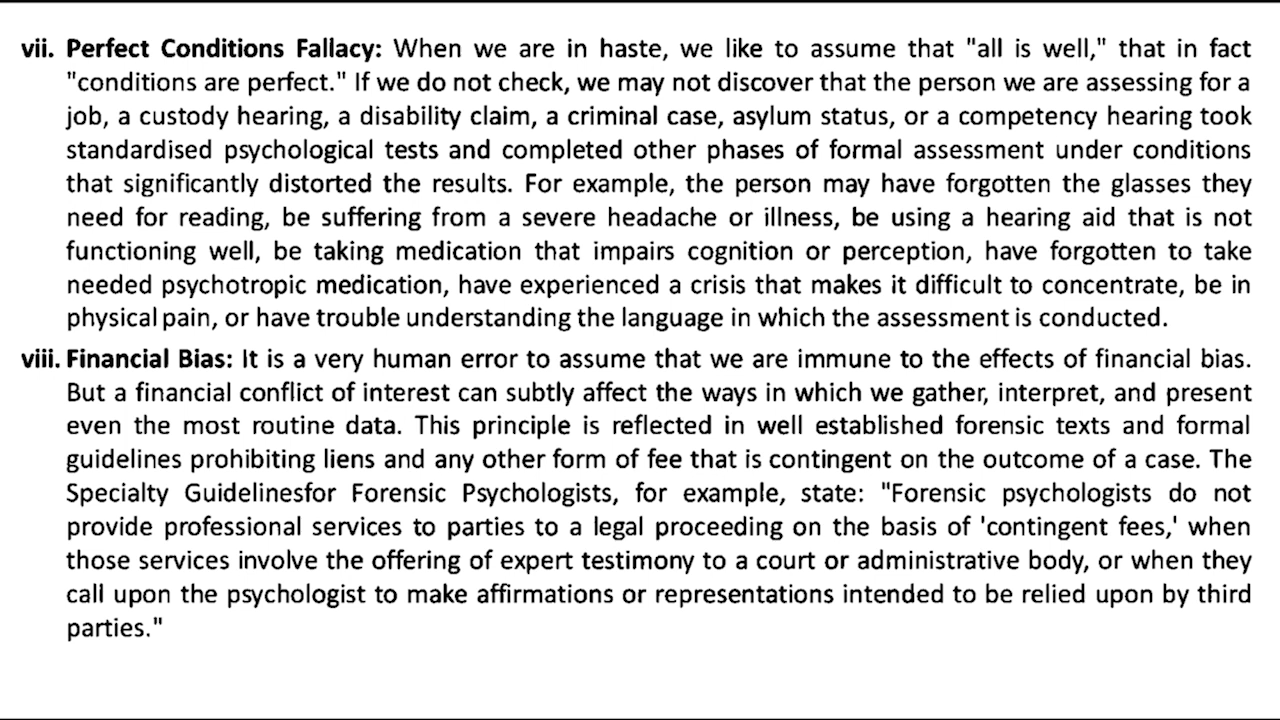 vii. Perfect Conditions Fallacy: When we are in haste, we like to assume that "all is well," that in fact
"conditions are perfect." If we do not check, we may not discover that the person we are assessing for a
job, a custody hearing, a disability claim, a criminal case, asylum status, or a competency hearing took
standardised psychological tests and completed other phases of formal assessment under conditions
that significantly distorted the results. For example, the person may have forgotten the glasses they
need for reading, be suffering from a severe headache or illness, be using a hearing aid that is not
functioning well, be taking medication that impairs cognition or perception, have forgotten to take
needed psychotropic medication, have experienced a crisis that makes it difficult to concentrate, be in
physical pain, or have trouble understanding the language in which the assessment is conducted.
viii. Financial Bias: It is a very human error to assume that we are immune to the effects of financial bias.
But a financial conflict of interest can subtly affect the ways in which we gather, interpret, and present
even the most routine data. This principle is reflected in well established forensic texts and formal
guidelines prohibiting liens and any other form of fee that is contingent on the outcome of a case. The
Specialty Guidelinesfor Forensic Psychologists, for example, state: "Forensic psychologists do not
provide professional services to parties to a legal proceeding on the basis of 'contingent fees,' when
those services involve the offering of expert testimony to a court or administrative body, or when they
call upon the psychologist to make affirmations or representations intended to be relied upon by third
parties."